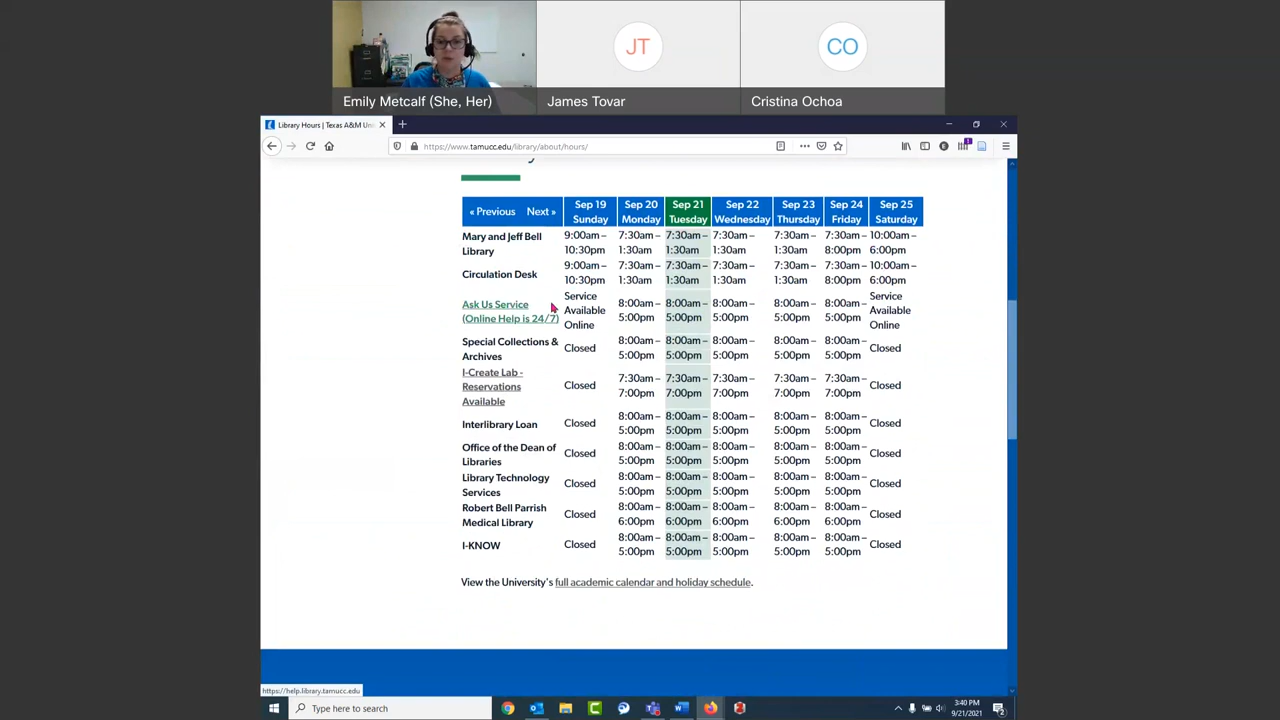 JT
CO
Emily Metcalf (She, Her)
James Tovar
Cristina Ochoa
Library Hours | Texas A&M Uni
https://www.tamucc.edu/library/about/hours/
« Previous Next » Sep 19 Sep 20 Sep 21 Sep 22 Sep 23 Sep 24 Sep 25
Sunday Monday Tuesday Wednesday Thursday Friday Saturday
Mary and Jeff Bell 9:00am – 7:30am – 7:30am – 7:30am – 7:30am – 7:30am – 10:00am –
Library 10:30pm 1:30am 1:30am 1:30am 1:30am 8:00pm 6:00pm
Circulation Desk 9:00am – 7:30am – 7:30am – 7:30am – 7:30am – 7:30am – 10:00am –
10:30pm 1:30am 1:30am 1:30am 1:30am 8:00pm 6:00pm
Ask Us Service Service 8:00am – 8:00am – 8:00am – 8:00am – 8:00am – Service
(Online Help is 24/7) Available 5:00pm 5:00pm 5:00pm 5:00pm 5:00pm Available
Online Online
Special Collections & Closed 8:00am – 8:00am – 8:00am – 8:00am – 8:00am – Closed
Archives 5:00pm 5:00pm 5:00pm 5:00pm 5:00pm
I-Create Lab - Closed 7:30am – 7:30am – 7:30am – 7:30am – 7:30am – Closed
Reservations 7:00pm 7:00pm 7:00pm 7:00pm 7:00pm
Available
Interlibrary Loan Closed 8:00am – 8:00am – 8:00am – 8:00am – 8:00am – Closed
5:00pm 5:00pm 5:00pm 5:00pm 5:00pm
Office of the Dean of Closed 8:00am – 8:00am – 8:00am – 8:00am – 8:00am – Closed
Libraries 5:00pm 5:00pm 5:00pm 5:00pm 5:00pm
Library Technology Closed 8:00am – 8:00am – 8:00am – 8:00am – 8:00am – Closed
Services 5:00pm 5:00pm 5:00pm 5:00pm 5:00pm
Robert Bell Parrish Closed 8:00am – 8:00am – 8:00am – 8:00am – 8:00am – Closed
Medical Library 6:00pm 6:00pm 6:00pm 6:00pm 6:00pm
I-KNOW Closed 8:00am – 8:00am – 8:00am – 8:00am – 8:00am – Closed
5:00pm 5:00pm 5:00pm 5:00pm 5:00pm
View the University's full academic calendar and holiday schedule.
https://help.library.tamucc.edu
Type here to search
3:40 PM
9/21/2021